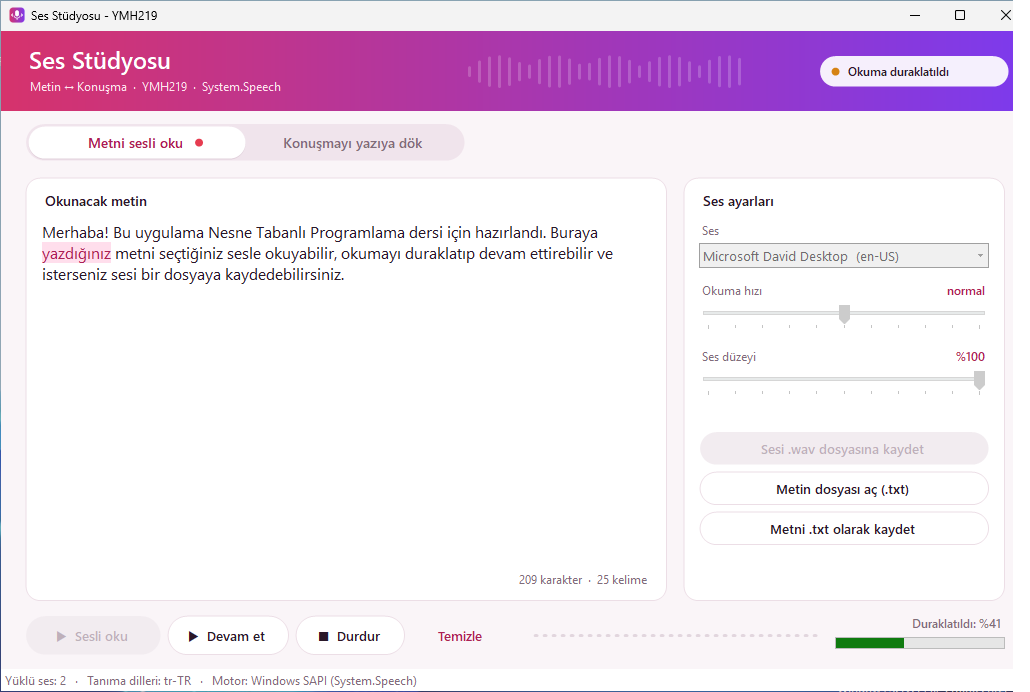 Ses Stüdyosu - YMH219
Ses Stüdyosu
Metin ↔ Konuşma · YMH219 · System.Speech
Okuma duraklatıldı
Metni sesli oku
Konuşmayı yazıya dök
Okunacak metin
Merhaba! Bu uygulama Nesne Tabanlı Programlama dersi için hazırlandı. Buraya
yazdığınız metni seçtiğiniz sesle okuyabilir, okumayı duraklatıp devam ettirebilir ve
isterseniz sesi bir dosyaya kaydedebilirsiniz.
209 karakter · 25 kelime
Ses ayarları
Ses
Microsoft David Desktop (en-US)
Okuma hızı
normal
Ses düzeyi
%100
Sesi .wav dosyasına kaydet
Metin dosyası aç (.txt)
Metni .txt olarak kaydet
Sesli oku
Devam et
Durdur
Temizle
Duraklatıldı: %41
Yüklü ses: 2 · Tanıma dilleri: tr-TR · Motor: Windows SAPI (System.Speech)